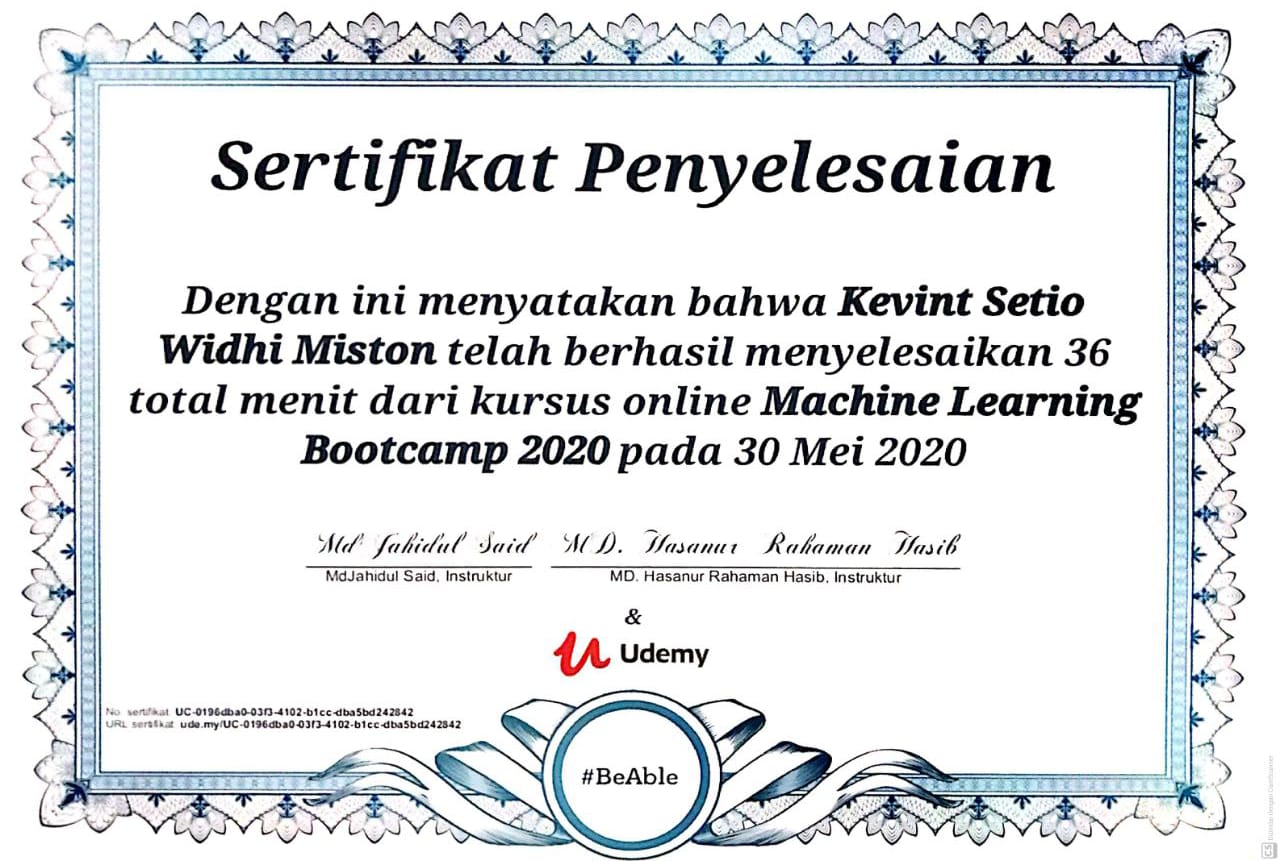 Sertifikat Penyelesaian
Dengan ini menyatakan bahwa Kevint Setio
Widhi Miston telah berhasil menyelesaikan 36
total menit dari kursus online Machine Learning
Bootcamp 2020 pada 30 Mei 2020
Md Jahidul Said M D. Hasanur Rahaman Hasib
MdJahidul Said, Instruktur MD. Hasanur Rahaman Hasib, Instruktur
&
Udemy
No. sertifikat UC-0196dba0-03f3-4102-b1cc-dba5bd242842
URL sertifikat ude.my/UC-0196dba0-03f3-4102-b1cc-dba5bd242842
#BeAble
CS Dipindai dengan CamScanner